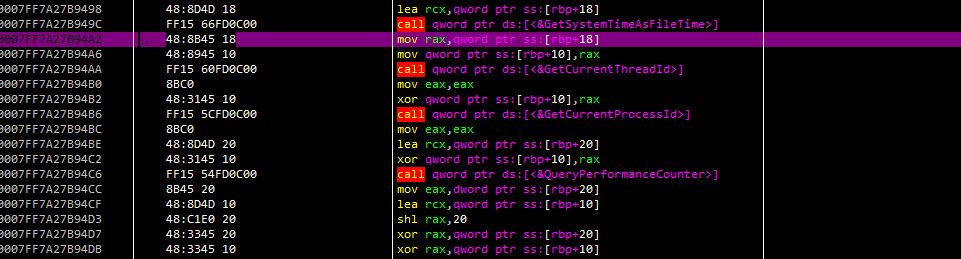 0007FF7A27B9498 48:8D4D 18 lea rcx,qword ptr ss:[rbp+18]
0007FF7A27B949C FF15 66FD0C00 call qword ptr ds:[<&GetSystemTimeAsFileTime>]
0007FF7A27B94A2 . 48:8B45 18 mov rax,qword ptr ss:[rbp+18]
0007FF7A27B94A6 48:8945 10 mov qword ptr ss:[rbp+10],rax
0007FF7A27B94AA FF15 60FD0C00 call qword ptr ds:[<&GetCurrentThreadId>]
0007FF7A27B94B0 8BC0 mov eax,eax
0007FF7A27B94B2 48:3145 10 xor qword ptr ss:[rbp+10],rax
0007FF7A27B94B6 FF15 5CFD0C00 call qword ptr ds:[<&GetCurrentProcessId>]
0007FF7A27B94BC 8BC0 mov eax,eax
0007FF7A27B94BE 48:8D4D 20 lea rcx,qword ptr ss:[rbp+20]
0007FF7A27B94C2 48:3145 10 xor qword ptr ss:[rbp+10],rax
0007FF7A27B94C6 FF15 54FD0C00 call qword ptr ds:[<&QueryPerformanceCounter>]
0007FF7A27B94CC 8B45 20 mov eax,dword ptr ss:[rbp+20]
0007FF7A27B94CF 48:8D4D 10 lea rcx,qword ptr ss:[rbp+10]
0007FF7A27B94D3 48:C1E0 20 shl rax,20
0007FF7A27B94D7 48:3345 20 xor rax,qword ptr ss:[rbp+20]
0007FF7A27B94DB 48:3345 10 xor rax,qword ptr ss:[rbp+10]